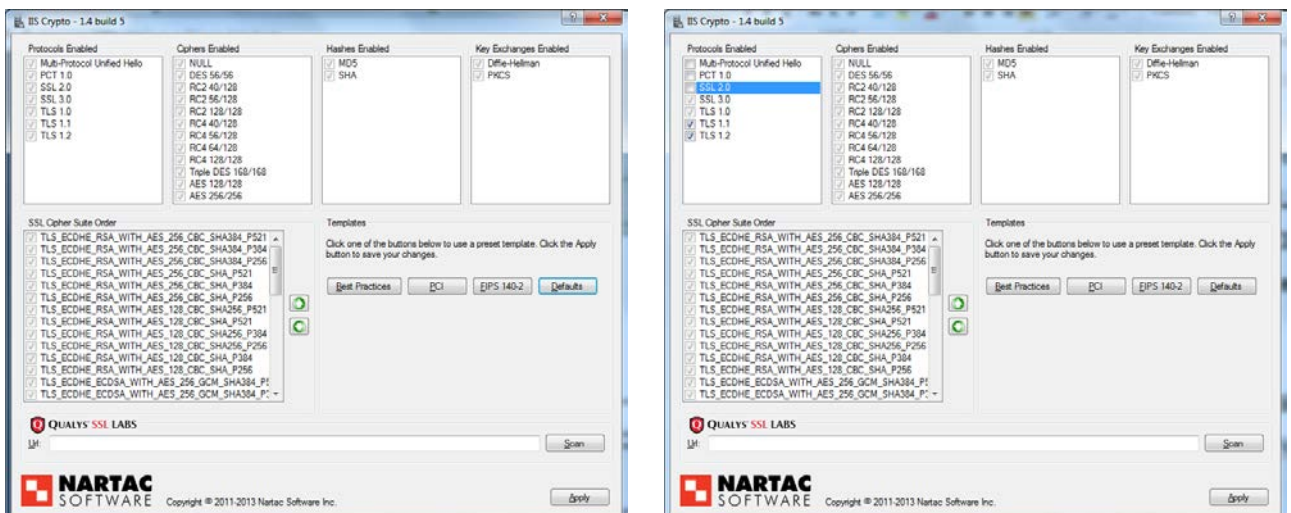 IIS Crypto - 1.4 build 5
Protocols Enabled
Multi-Protocol Unified Hello
PCT 1.0
SSL 2.0
SSL 3.0
TLS 1.0
TLS 1.1
TLS 1.2
Ciphers Enabled
NULL
DES 56/56
RC2 40/128
RC2 56/128
RC2 128/128
RC4 40/128
RC4 56/128
RC4 64/128
RC4 128/128
Triple DES 168/168
AES 128/128
AES 256/256
Hashes Enabled
MD5
SHA
Key Exchanges Enabled
Diffie-Hellman
PKCS
SSL Cipher Suite Order
TLS_ECDHE_RSA_WITH_AES_256_CBC_SHA384_P521
TLS_ECDHE_RSA_WITH_AES_256_CBC_SHA384_P384
TLS_ECDHE_RSA_WITH_AES_256_CBC_SHA384_P256
TLS_ECDHE_RSA_WITH_AES_256_CBC_SHA_P521
TLS_ECDHE_RSA_WITH_AES_256_CBC_SHA_P384
TLS_ECDHE_RSA_WITH_AES_256_CBC_SHA_P256
TLS_ECDHE_RSA_WITH_AES_128_CBC_SHA256_P521
TLS_ECDHE_RSA_WITH_AES_128_CBC_SHA_P521
TLS_ECDHE_RSA_WITH_AES_128_CBC_SHA256_P384
TLS_ECDHE_RSA_WITH_AES_128_CBC_SHA256_P256
TLS_ECDHE_RSA_WITH_AES_128_CBC_SHA_P384
TLS_ECDHE_RSA_WITH_AES_128_CBC_SHA_P256
TLS_ECDHE_ECDSA_WITH_AES_256_GCM_SHA384_P5
TLS_ECDHE_ECDSA_WITH_AES_256_GCM_SHA384_P
Templates
Click one of the buttons below to use a preset template. Click the Apply
button to save your changes.
Best Practices
PCI
FIPS 140-2
Defaults
QUALYS' SSL LABS
Url:
Scan
NARTAC
SOFTWARE
Copyright © 2011-2013 Nartac Software Inc.
Apply
IIS Crypto - 1.4 build 5
Protocols Enabled
Multi-Protocol Unified Hello
PCT 1.0
SSL 2.0
SSL 3.0
TLS 1.0
TLS 1.1
TLS 1.2
Ciphers Enabled
NULL
DES 56/56
RC2 40/128
RC2 56/128
RC2 128/128
RC4 40/128
RC4 56/128
RC4 64/128
RC4 128/128
Triple DES 168/168
AES 128/128
AES 256/256
Hashes Enabled
MD5
SHA
Key Exchanges Enabled
Diffie-Hellman
PKCS
SSL Cipher Suite Order
TLS_ECDHE_RSA_WITH_AES_256_CBC_SHA384_P521
TLS_ECDHE_RSA_WITH_AES_256_CBC_SHA384_P384
TLS_ECDHE_RSA_WITH_AES_256_CBC_SHA384_P256
TLS_ECDHE_RSA_WITH_AES_256_CBC_SHA_P521
TLS_ECDHE_RSA_WITH_AES_256_CBC_SHA_P384
TLS_ECDHE_RSA_WITH_AES_256_CBC_SHA_P256
TLS_ECDHE_RSA_WITH_AES_128_CBC_SHA256_P521
TLS_ECDHE_RSA_WITH_AES_128_CBC_SHA_P521
TLS_ECDHE_RSA_WITH_AES_128_CBC_SHA256_P384
TLS_ECDHE_RSA_WITH_AES_128_CBC_SHA256_P256
TLS_ECDHE_RSA_WITH_AES_128_CBC_SHA_P384
TLS_ECDHE_RSA_WITH_AES_128_CBC_SHA_P256
TLS_ECDHE_ECDSA_WITH_AES_256_GCM_SHA384_P5
TLS_ECDHE_ECDSA_WITH_AES_256_GCM_SHA384_P
Templates
Click one of the buttons below to use a preset template. Click the Apply
button to save your changes.
Best Practices
PCI
FIPS 140-2
Defaults
QUALYS' SSL LABS
Url:
Scan
NARTAC
SOFTWARE
Copyright © 2011-2013 Nartac Software Inc.
Apply